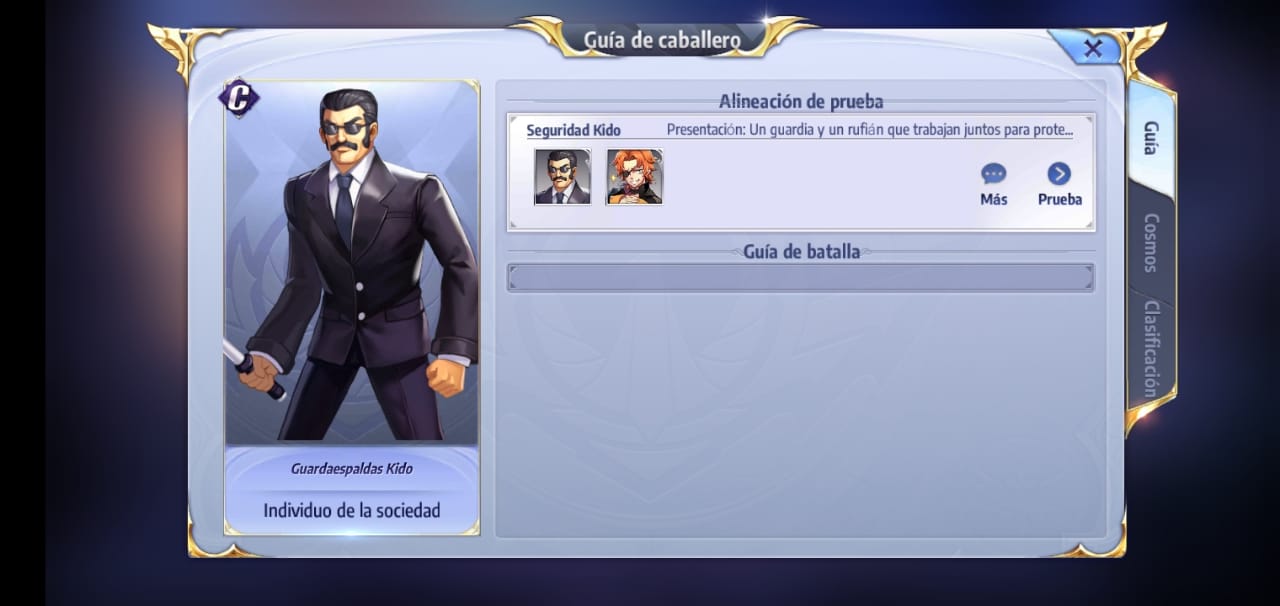 Guía de caballero
C
Alineación de prueba
Seguridad Kido
Presentación: Un guardia y un rufián que trabajan juntos para prote...
Más
Prueba
Guía de batalla
Guardaespaldas Kido
Individuo de la sociedad
Guía
Cosmos
Clasificación